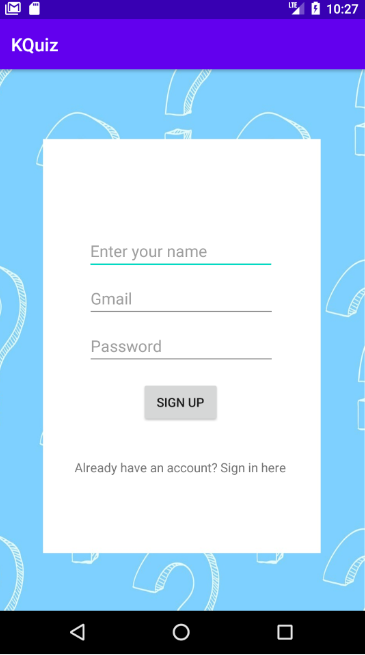 LTE 10:27
KQuiz
Enter your name
Gmail
Password
SIGN UP
Already have an account? Sign in here